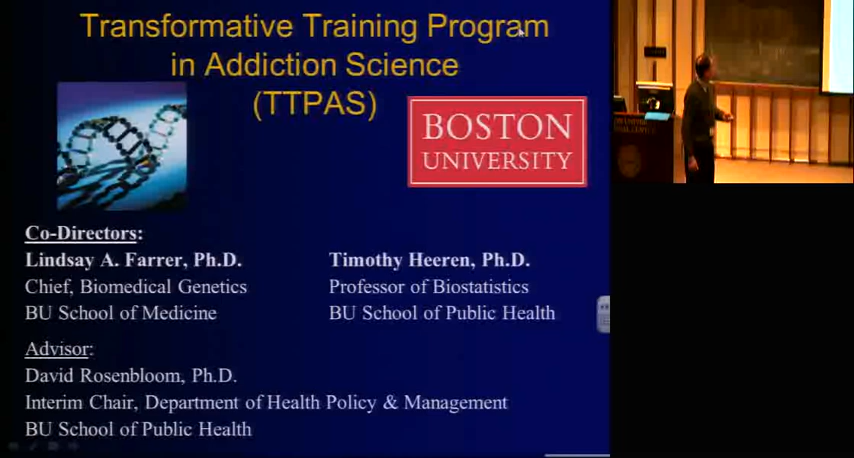 Transformative Training Program
in Addiction Science
(TTPAS)
BOSTON
UNIVERSITY
Co-Directors:
Lindsay A. Farrer, Ph.D.
Chief, Biomedical Genetics
BU School of Medicine
Timothy Heeren, Ph.D.
Professor of Biostatistics
BU School of Public Health
Advisor:
David Rosenbloom, Ph.D.
Interim Chair, Department of Health Policy & Management
BU School of Public Health